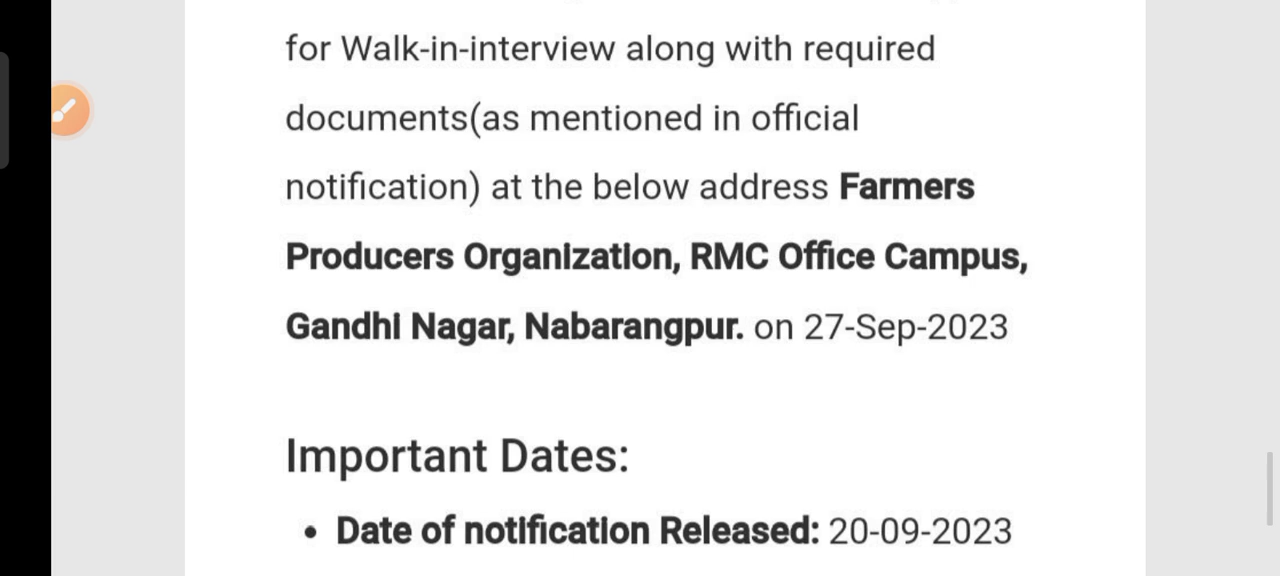 for Walk-in-interview along with required
documents(as mentioned in official
notification) at the below address Farmers
Producers Organization, RMC Office Campus,
Gandhi Nagar, Nabarangpur. on 27-Sep-2023
Important Dates:
• Date of notification Released: 20-09-2023